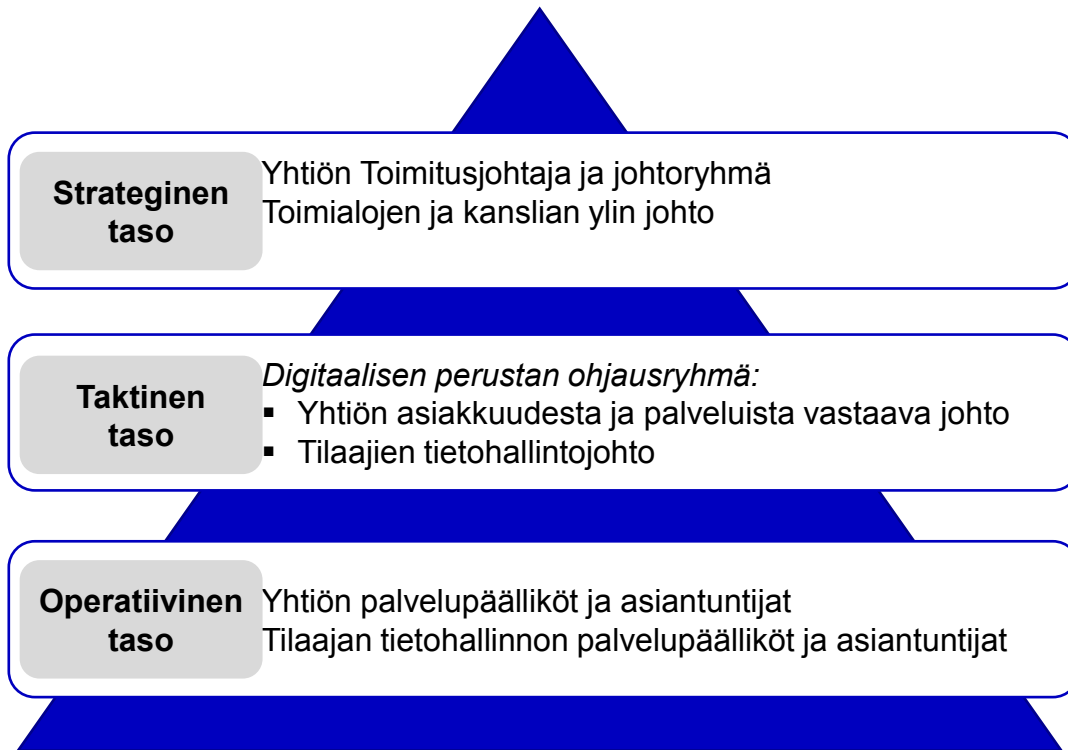 Strateginen
taso
Yhtiön Toimitusjohtaja ja johtoryhmä
Toimialojen ja kanslian ylin johto
Taktinen
taso
Digitaalisen perustan ohjausryhmä:
▪ Yhtiön asiakkuudesta ja palveluista vastaava johto
▪ Tilaajien tietohallintojohto
Operatiivinen
taso
Yhtiön palvelupäälliköt ja asiantuntijat
Tilaajan tietohallinnon palvelupäälliköt ja asiantuntijat